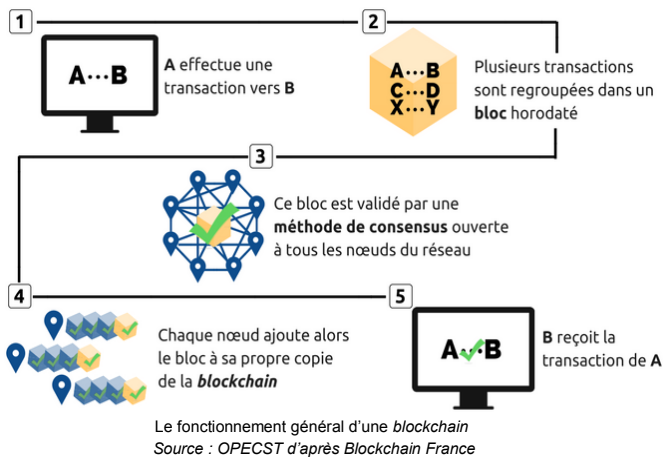 1
A···B
A effectue une
transaction vers B
2
A···B
C···D
X···Y
Plusieurs transactions
sont regroupées dans un
bloc horodaté
3
Ce bloc est validé par une
méthode de consensus ouverte
à tous les nœuds du réseau
4
Chaque nœud ajoute alors
le bloc à sa propre copie
de la blockchain
5
A···B
B reçoit la
transaction de A
Le fonctionnement général d’une blockchain
Source : OPECST d’après Blockchain France